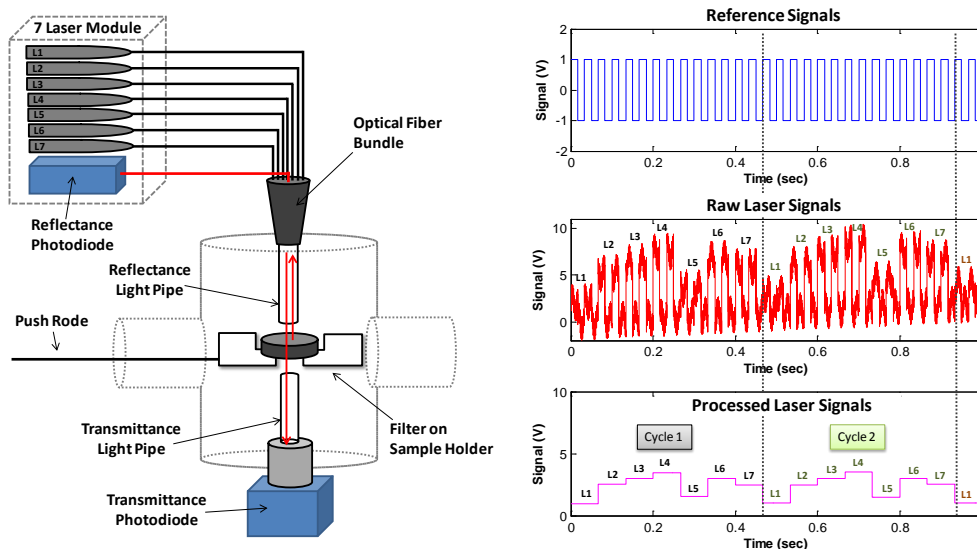 7 Laser Module
L1
L2
L3
L4
L5
L6
L7
Reflectance
Photodiode
Optical Fiber
Bundle
Reflectance
Light Pipe
Push Rode
Transmittance
Light Pipe
Filter on
Sample Holder
Transmittance
Photodiode
Reference Signals
Signal (V)
2
1
0
-1
-2
0 0.2 0.4 0.6 0.8
Time (sec)
Raw Laser Signals
Signal (V)
10
5
0
L1 L2 L3 L4 L5 L6 L7 L1 L2 L3 L4 L5 L6 L7 L1
0 0.2 0.4 0.6 0.8
Time (sec)
Processed Laser Signals
Signal (V)
10
5
0
Cycle 1 Cycle 2
L1 L2 L3 L4 L5 L6 L7 L1 L2 L3 L4 L5 L6 L7 L1
0 0.2 0.4 0.6 0.8
Time (sec)